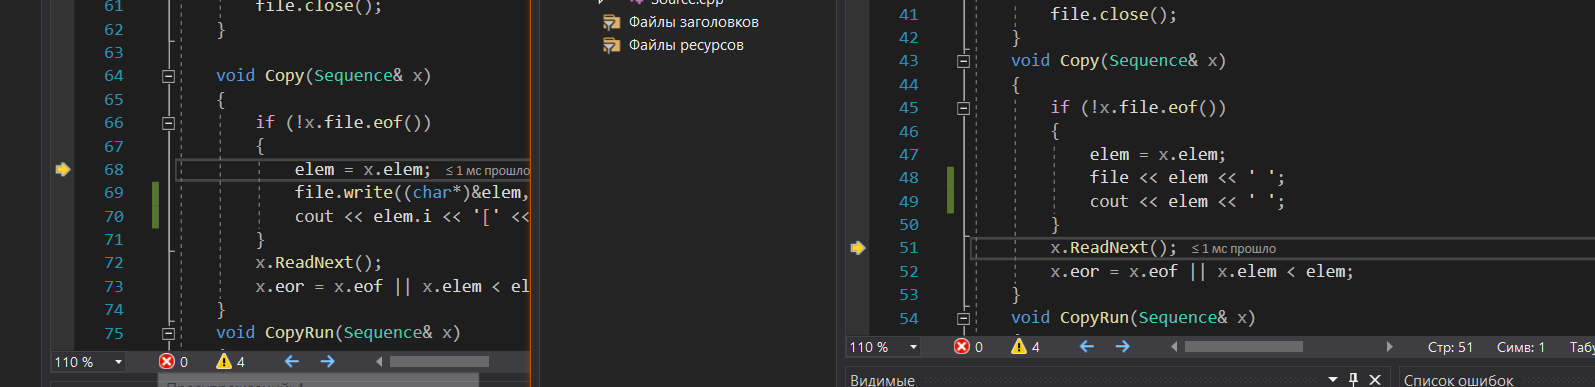 61 file.close();
62 }
63
64 void Copy(Sequence& x)
65 {
66 if (!x.file.eof())
67 {
68 elem = x.elem; ≤ 1 мс прошло
69 file.write((char*)&elem,
70 cout << elem.i << '[' <<
71 }
72 x.ReadNext();
73 x.eor = x.eof || x.elem < el
74 }
75 void CopyRun(Sequence& x)
110 % 0 4
Source.cpp
Файлы заголовков
Файлы ресурсов
41 file.close();
42 }
43 void Copy(Sequence& x)
44 {
45 if (!x.file.eof())
46 {
47 elem = x.elem;
48 file << elem << ' ';
49 cout << elem << ' ';
50 }
51 x.ReadNext(); ≤ 1 мс прошло
52 x.eor = x.eof || x.elem < elem;
53 }
54 void CopyRun(Sequence& x)
110 % 0 4 Стр: 51 Симв: 1 Табу
Видимые Список ошибок